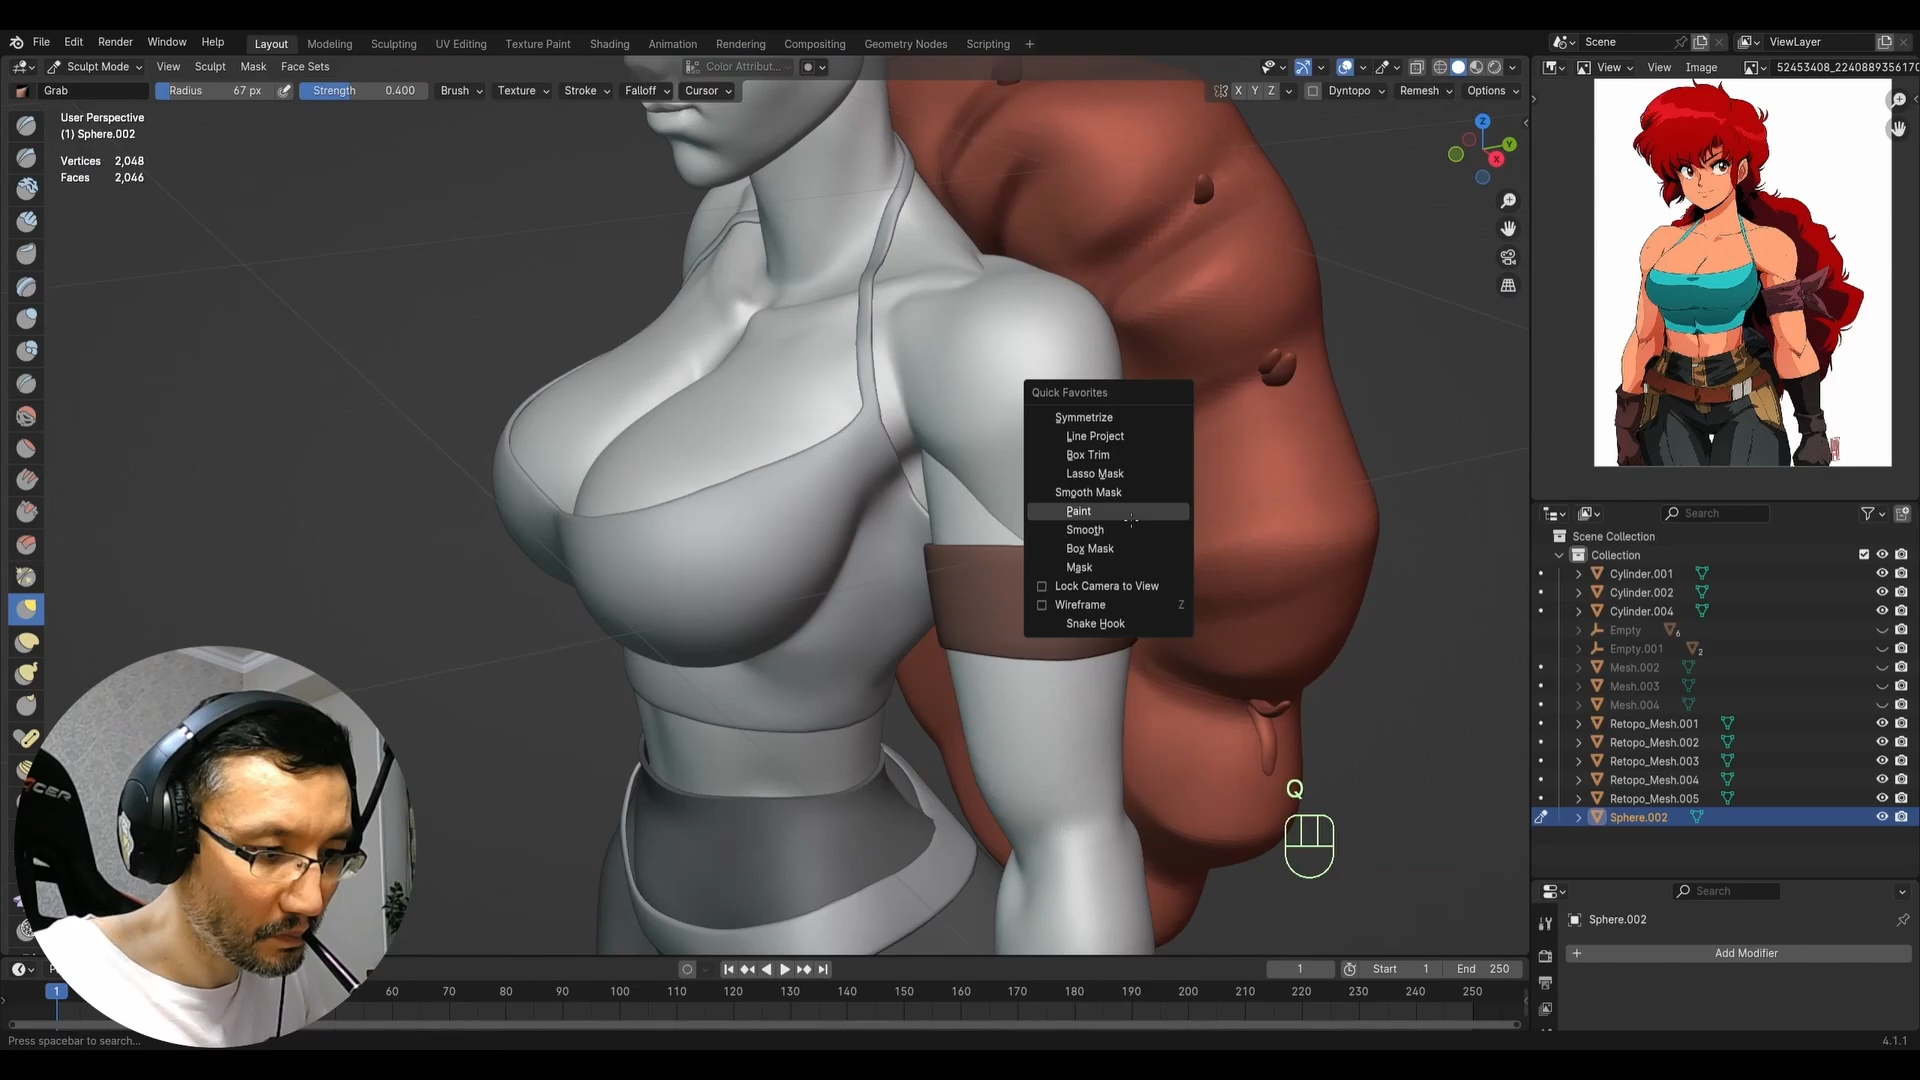 File Edit Render Window Help Layout Modeling Sculpting UV Editing Texture Paint Shading Animation Rendering Compositing Geometry Nodes Scripting + Scene ViewLayer
Sculpt Mode View Sculpt Mask Face Sets Color Attribut... View View Image 52453408_2240889356170
Grab Radius 67 px Strength 0.400 Brush Texture Stroke Falloff Cursor X Y Z Dyntopo Remesh Options
User Perspective
(1) Sphere.002
Vertices 2,048
Faces 2,046
Z
Y
X
Quick Favorites
Symmetrize
Line Project
Box Trim
Lasso Mask
Smooth Mask
Paint
Smooth
Box Mask
Mask
Lock Camera to View
Wireframe Z
Snake Hook
Q
Search
Scene Collection
Collection
Cylinder.001
Cylinder.002
Cylinder.004
Empty 6
Empty.001 2
Mesh.002
Mesh.003
Mesh.004
Retopo_Mesh.001
Retopo_Mesh.002
Retopo_Mesh.003
Retopo_Mesh.004
Retopo_Mesh.005
Sphere.002
Search
Sphere.002
+ Add Modifier
acer
1 Start 1 End 250
1 60 70 80 90 100 110 120 130 140 150 160 170 180 190 200 210 220 230 240 250
Press spacebar to search... 4.1.1